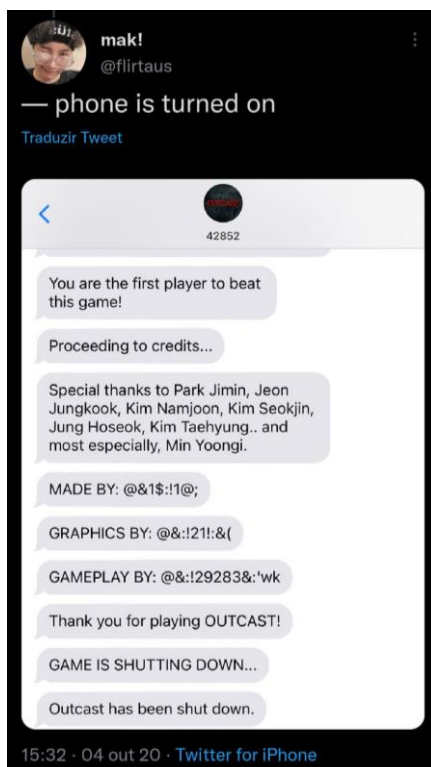 mak!
@flirtaus
— phone is turned on
Traduzir Tweet
42852
You are the first player to beat
this game!
Proceeding to credits...
Special thanks to Park Jimin, Jeon
Jungkook, Kim Namjoon, Kim Seokjin,
Jung Hoseok, Kim Taehyung.. and
most especially, Min Yoongi.
MADE BY: @&1$:!1@;
GRAPHICS BY: @&:!21!:&(
GAMEPLAY BY: @&:!29283&:'wk
Thank you for playing OUTCAST!
GAME IS SHUTTING DOWN...
Outcast has been shut down.
15:32 · 04 out 20 · Twitter for iPhone